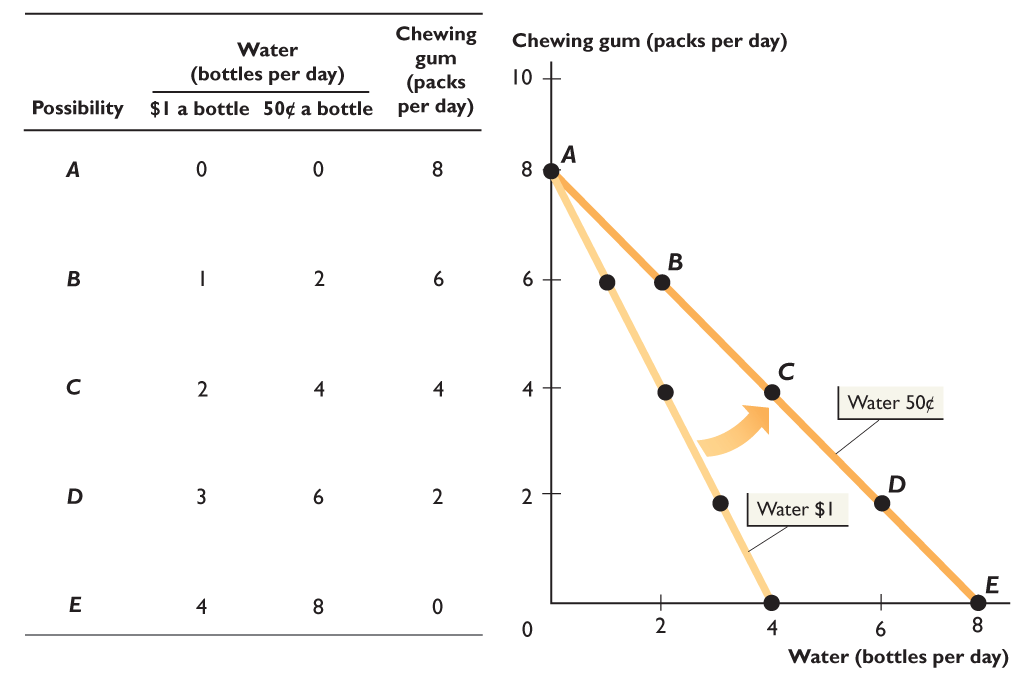 Water
(bottles per day)
Chewing
gum
(packs
per day)
Possibility
$1 a bottle
50¢ a bottle
A 0 0 8
B 1 2 6
C 2 4 4
D 3 6 2
E 4 8 0
Chewing gum (packs per day)
10
8
6
4
2
0
A
B
C
D
E
Water 50¢
Water $1
2 4 6 8
Water (bottles per day)